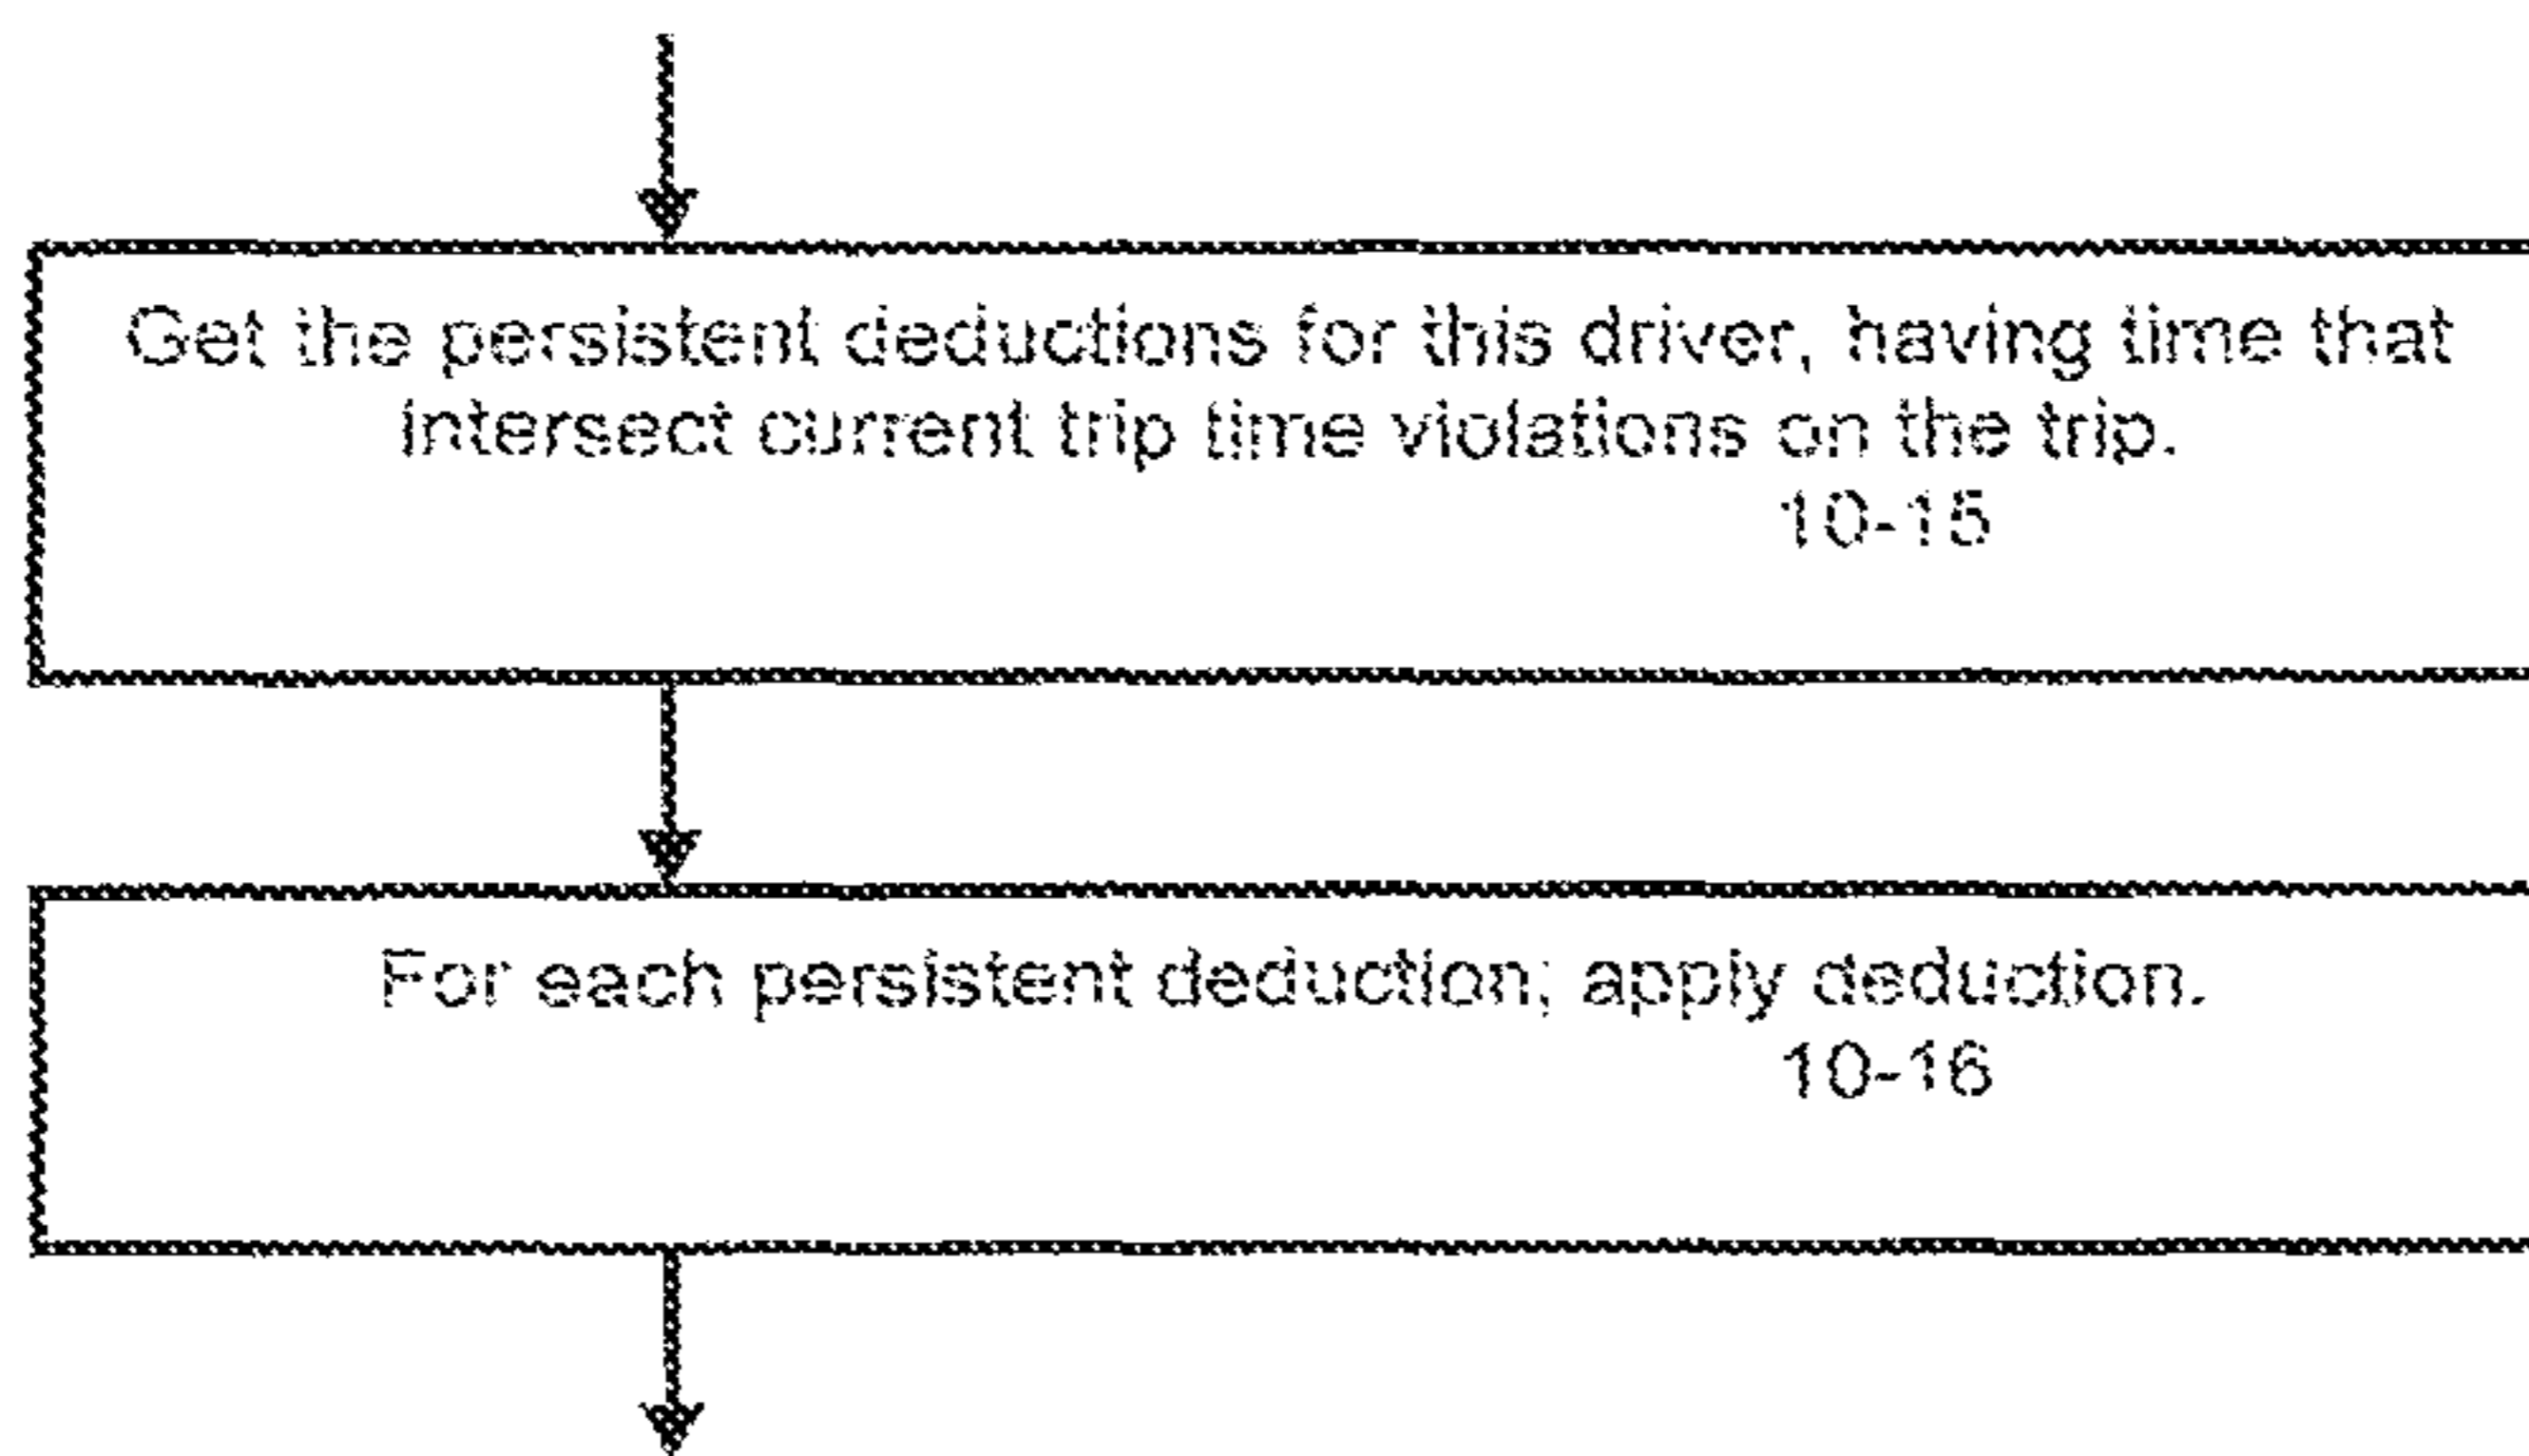 Get the persistent deductions for this driver, having time that
intersect current trip time violations on the trip.
10-15
For each persistent deduction, apply deduction.
10-16